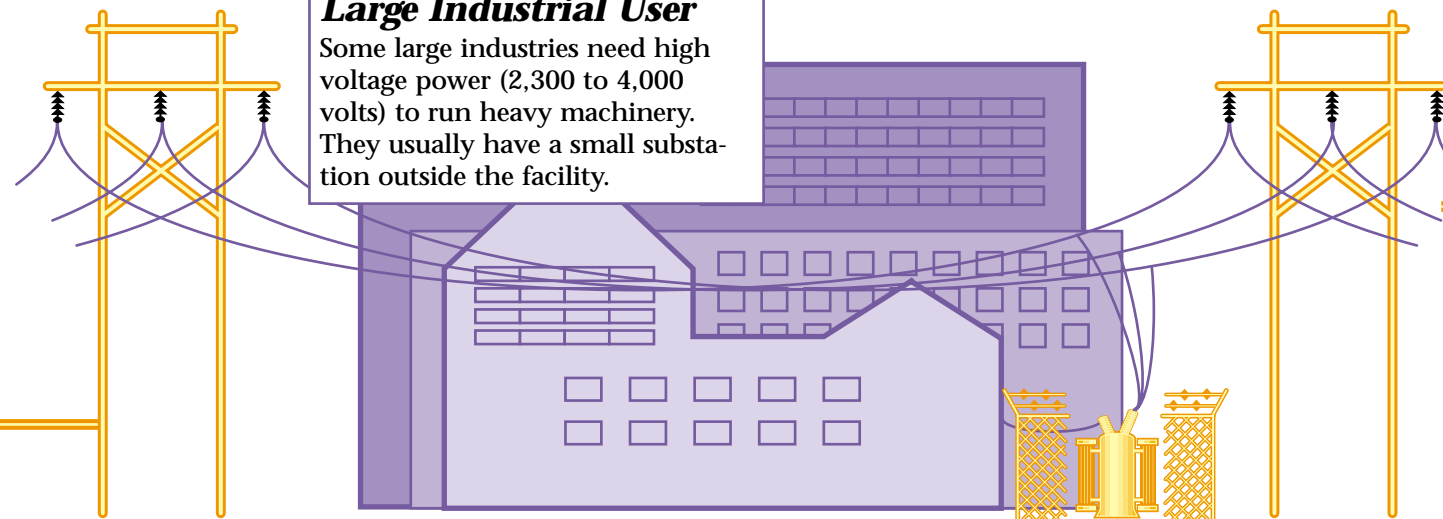 Large Industrial User
Some large industries need high
voltage power (2,300 to 4,000
volts) to run heavy machinery.
They usually have a small substa-
tion outside the facility.